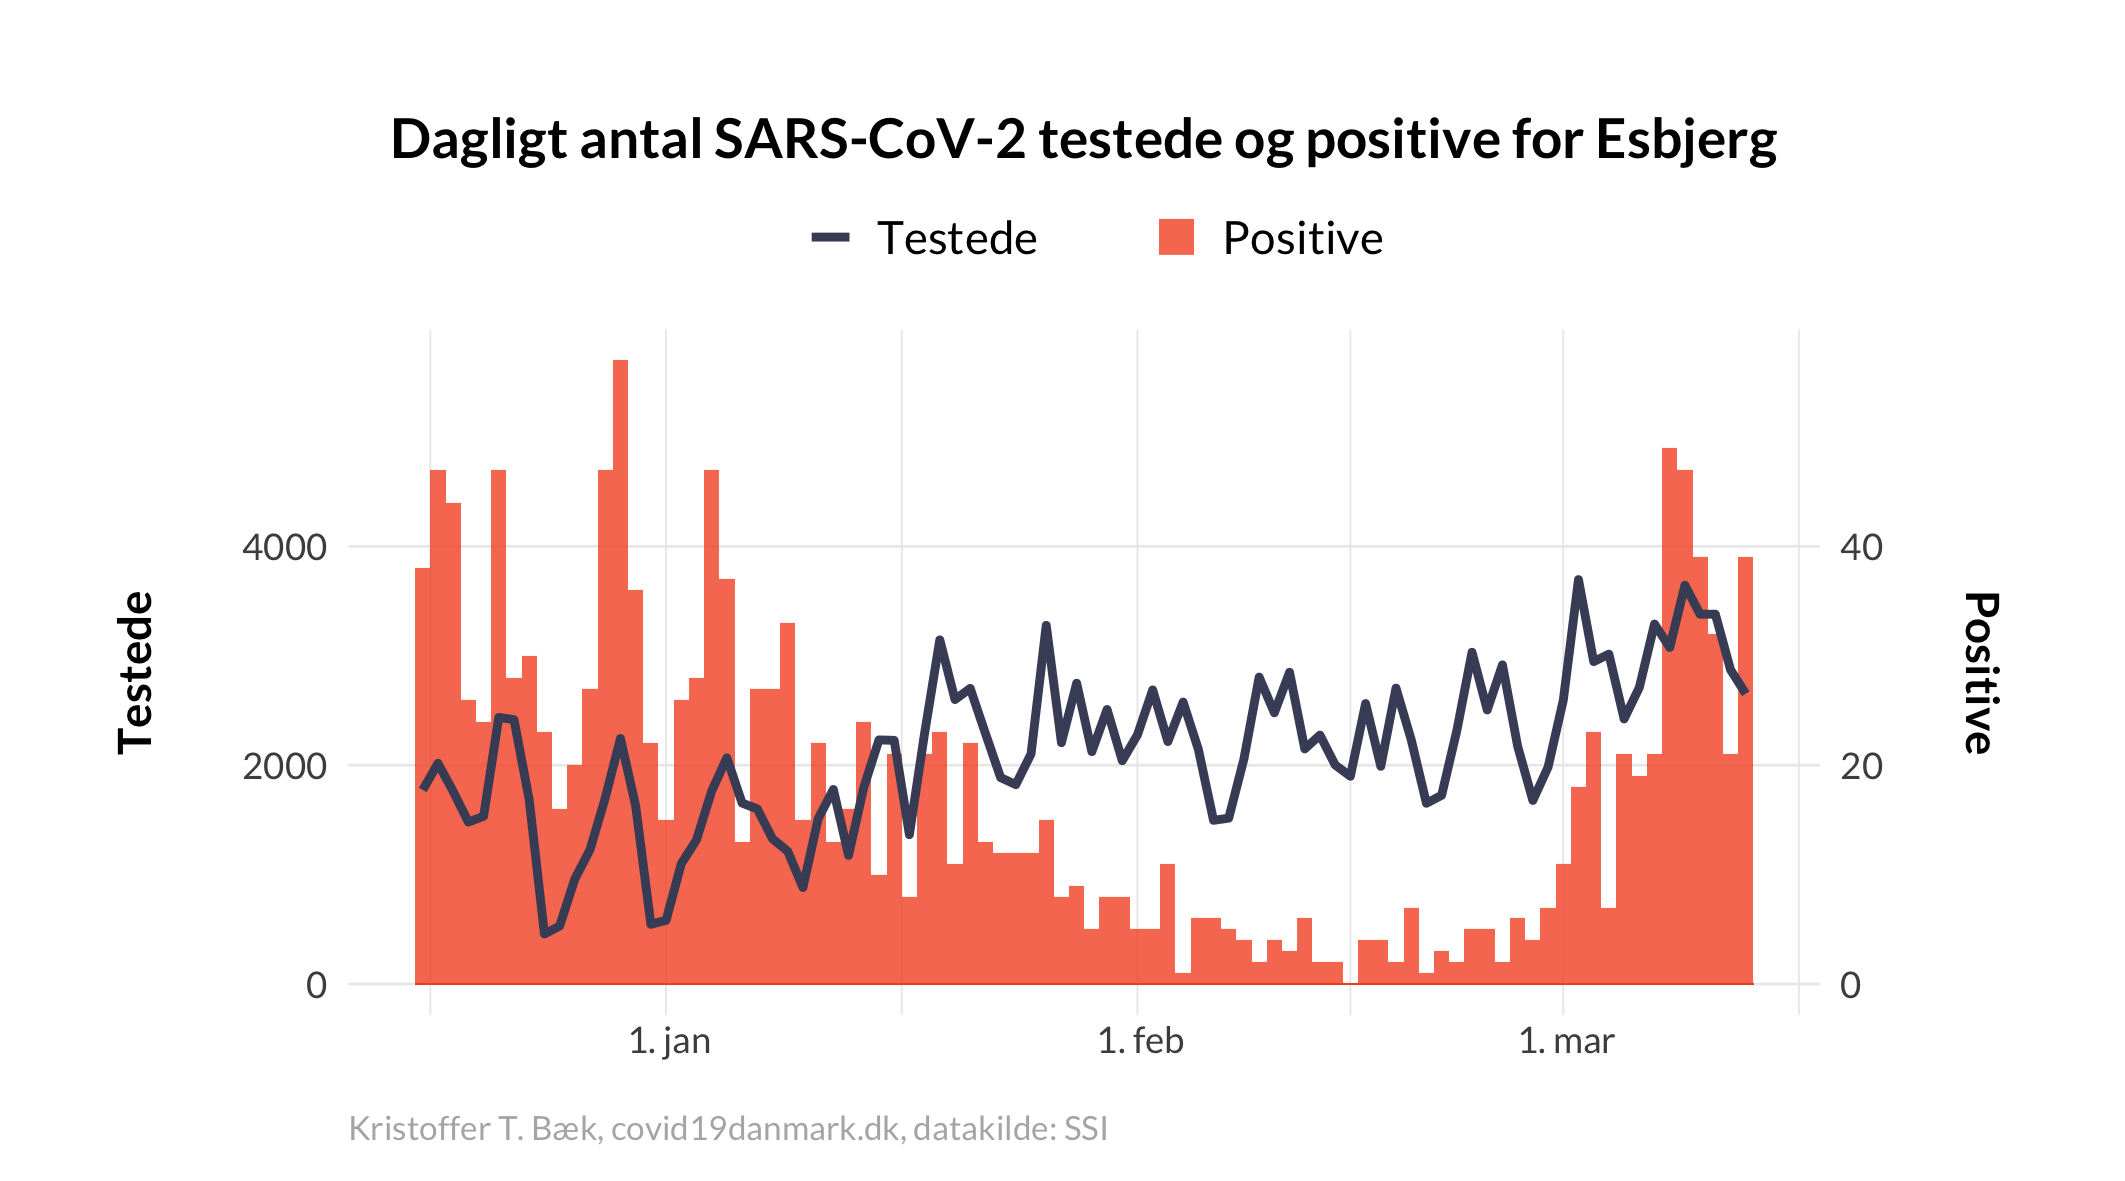 Dagligt antal SARS-CoV-2 testede og positive for Esbjerg
Testede
Positive
4000
2000
0
Testede
40
20
0
Positive
1. jan
1. feb
1. mar
Kristoffer T. Bæk, covid19danmark.dk, datakilde: SSI